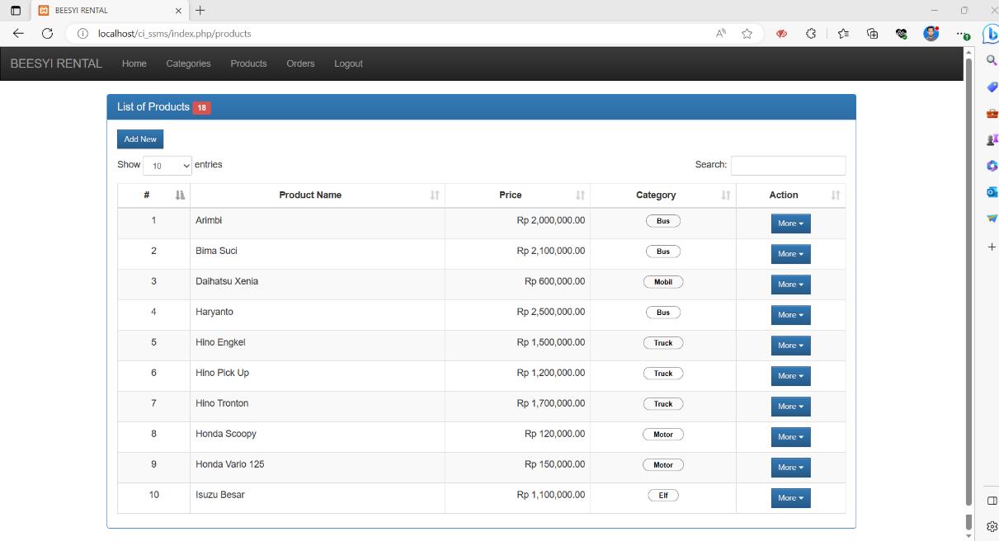 BEESYI RENTAL
localhost/ci_ssms/index.php/products
BEESYI RENTAL Home Categories Products Orders Logout
List of Products 18
Add New
Show 10 entries Search:
# Product Name Price Category Action
1 Arimbi Rp 2,000,000.00 Bus More
2 Bima Suci Rp 2,100,000.00 Bus More
3 Daihatsu Xenia Rp 600,000.00 Mobil More
4 Haryanto Rp 2,500,000.00 Bus More
5 Hino Engkel Rp 1,500,000.00 Truck More
6 Hino Pick Up Rp 1,200,000.00 Truck More
7 Hino Tronton Rp 1,700,000.00 Truck More
8 Honda Scoopy Rp 120,000.00 Motor More
9 Honda Vario 125 Rp 150,000.00 Motor More
10 Isuzu Besar Rp 1,100,000.00 Elf More